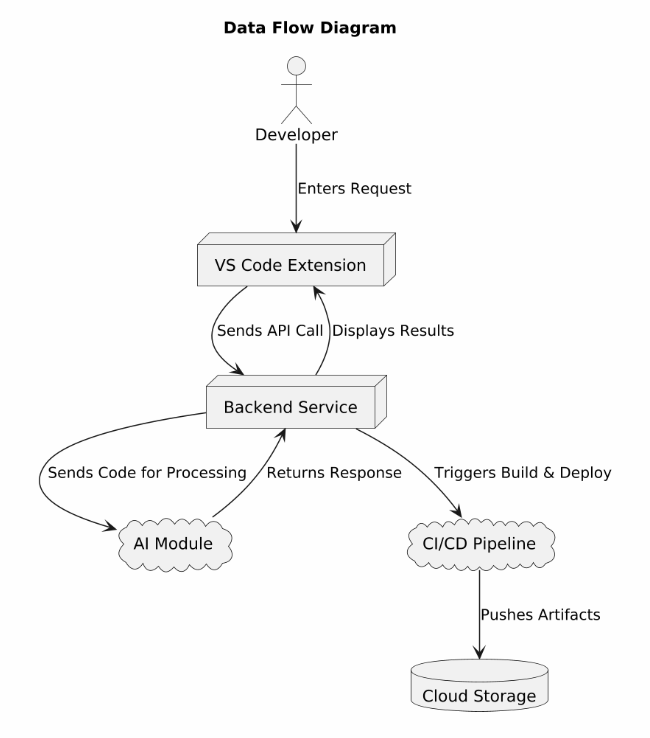 Data Flow Diagram
Developer
Enters Request
VS Code Extension
Sends API Call
Displays Results
Backend Service
Sends Code for Processing
Returns Response
Triggers Build & Deploy
AI Module
CI/CD Pipeline
Pushes Artifacts
Cloud Storage